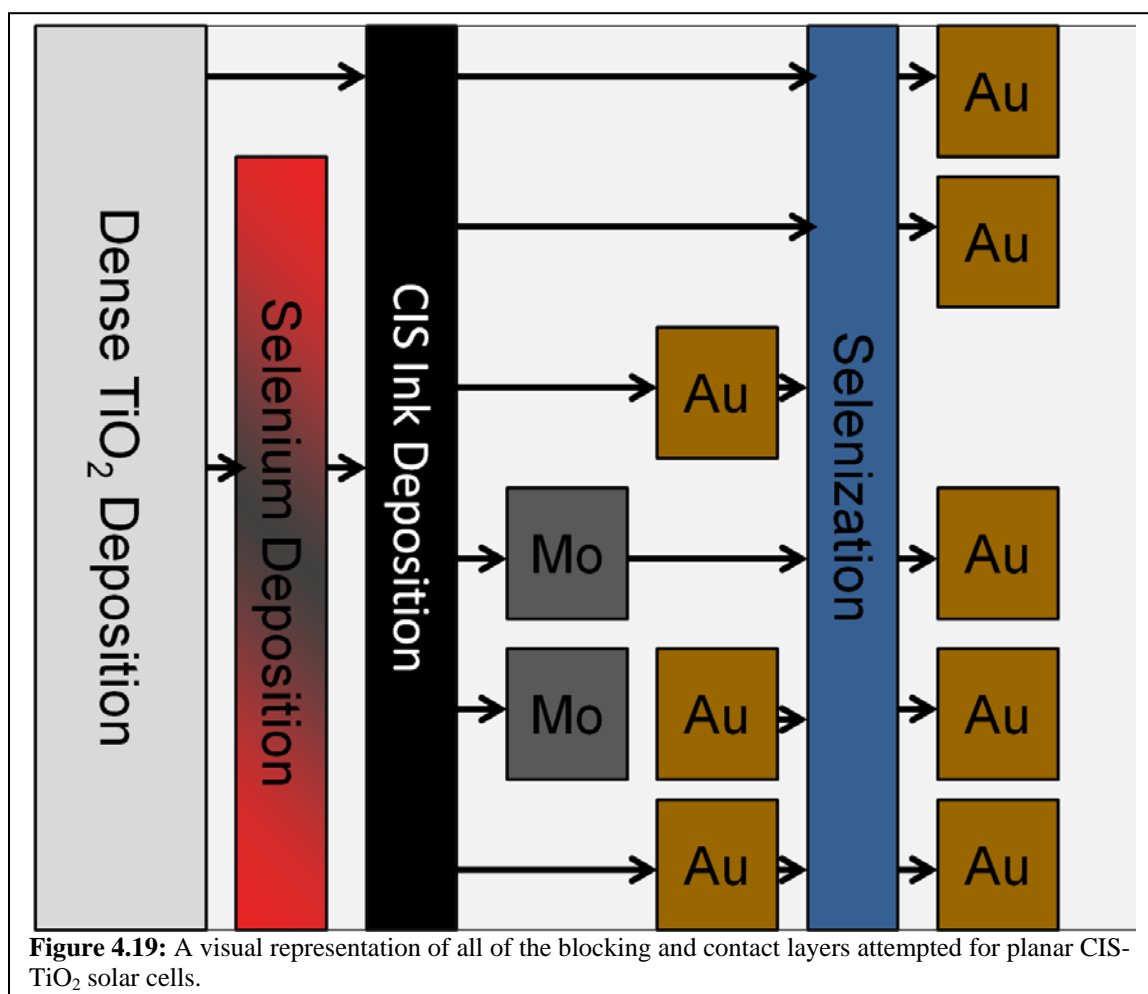 Dense TiO₂ Deposition
Selenium Deposition
CIS Ink Deposition
Selenization
Au
Au
Au
Mo
Au
Mo
Au
Au
Au
Au
Figure 4.19: A visual representation of all of the blocking and contact layers attempted for planar CIS-
TiO₂ solar cells.